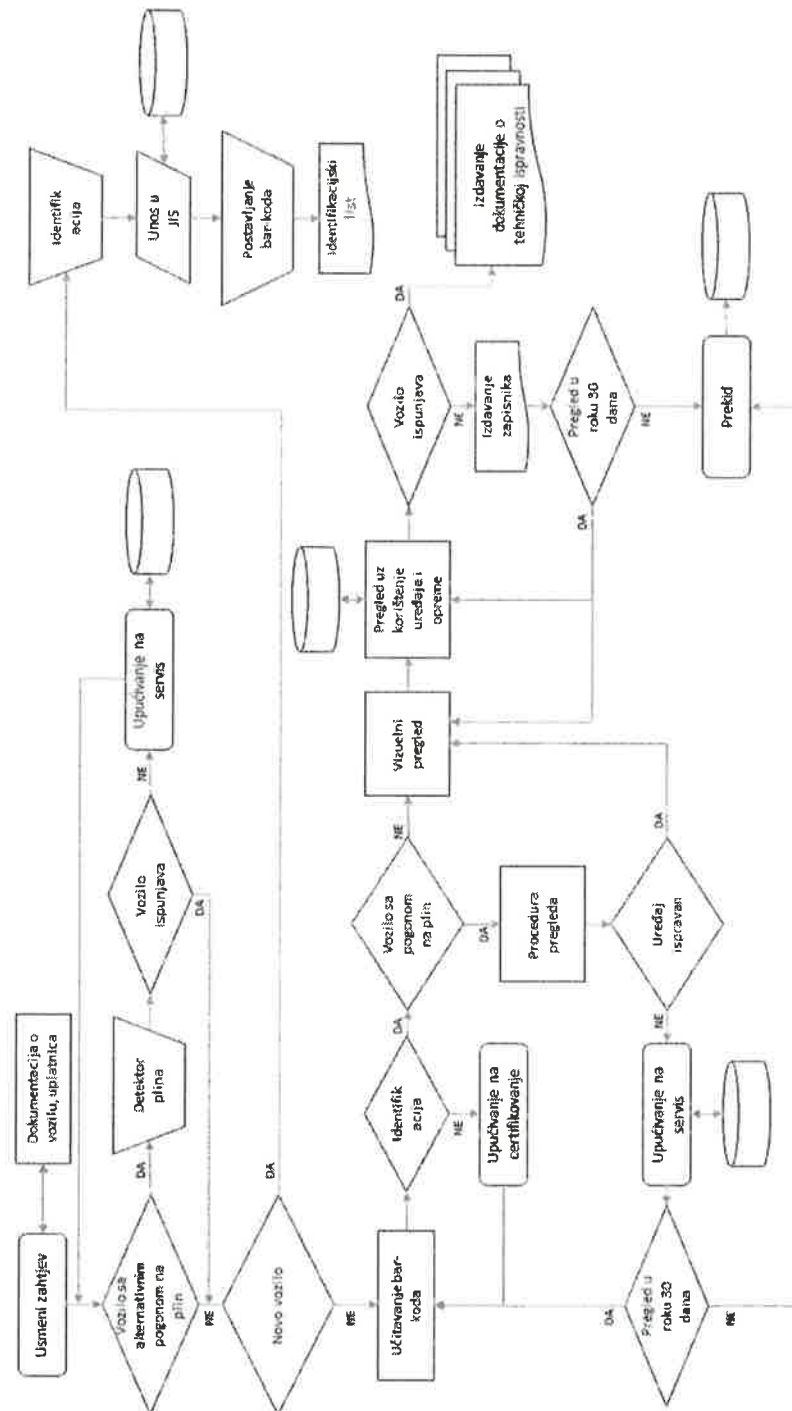 Usmeni zahtjev
Dokumentacija o
vozilu, uplatnica
Vozilo sa
alternativnim
pogonom na
plin
DA
NE
Detektor
plina
Vozilo
ispunjava
NE
DA
Upućivanje na
servis
Novo vozilo
DA
NE
Identifik
acija
Unos u
JIS
Postavljanje
bar-koda
Identifikacijski
list
Učitavanje bar-
koda
Identifik
acija
DA
NE
Upućivanje na
certifikovanje
Vozilo sa
pogonom
na plin
NE
DA
Procedura
pregleda
Uređaj
ispravan
DA
NE
Upućivanje na
servis
Pregled u
roku 30
dana
DA
NE
Vizuelni
pregled
Pregled uz
korištenje
uređaja i
opreme
Vozilo
ispunjava
DA
NE
Izdavanje
dokumentacije o
tehničkoj ispravnosti
Izdavanje
zapisnika
Pregled u
roku 30
dana
DA
NE
Prekid